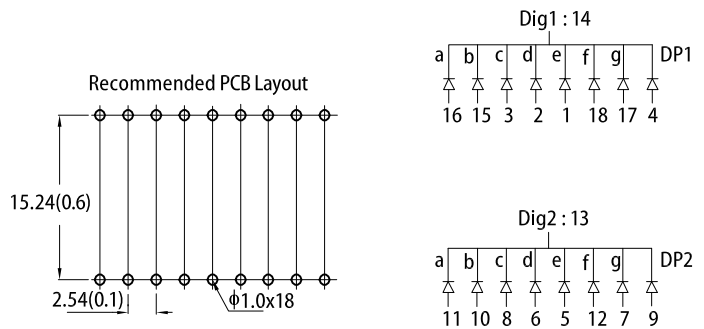 Recommended PCB Layout
15.24(0.6)
2.54(0.1)
ϕ1.0x18
Dig1 : 14
a b c d e f g DP1
16 15 3 2 1 18 17 4
Dig2 : 13
a b c d e f g DP2
11 10 8 6 5 12 7 9